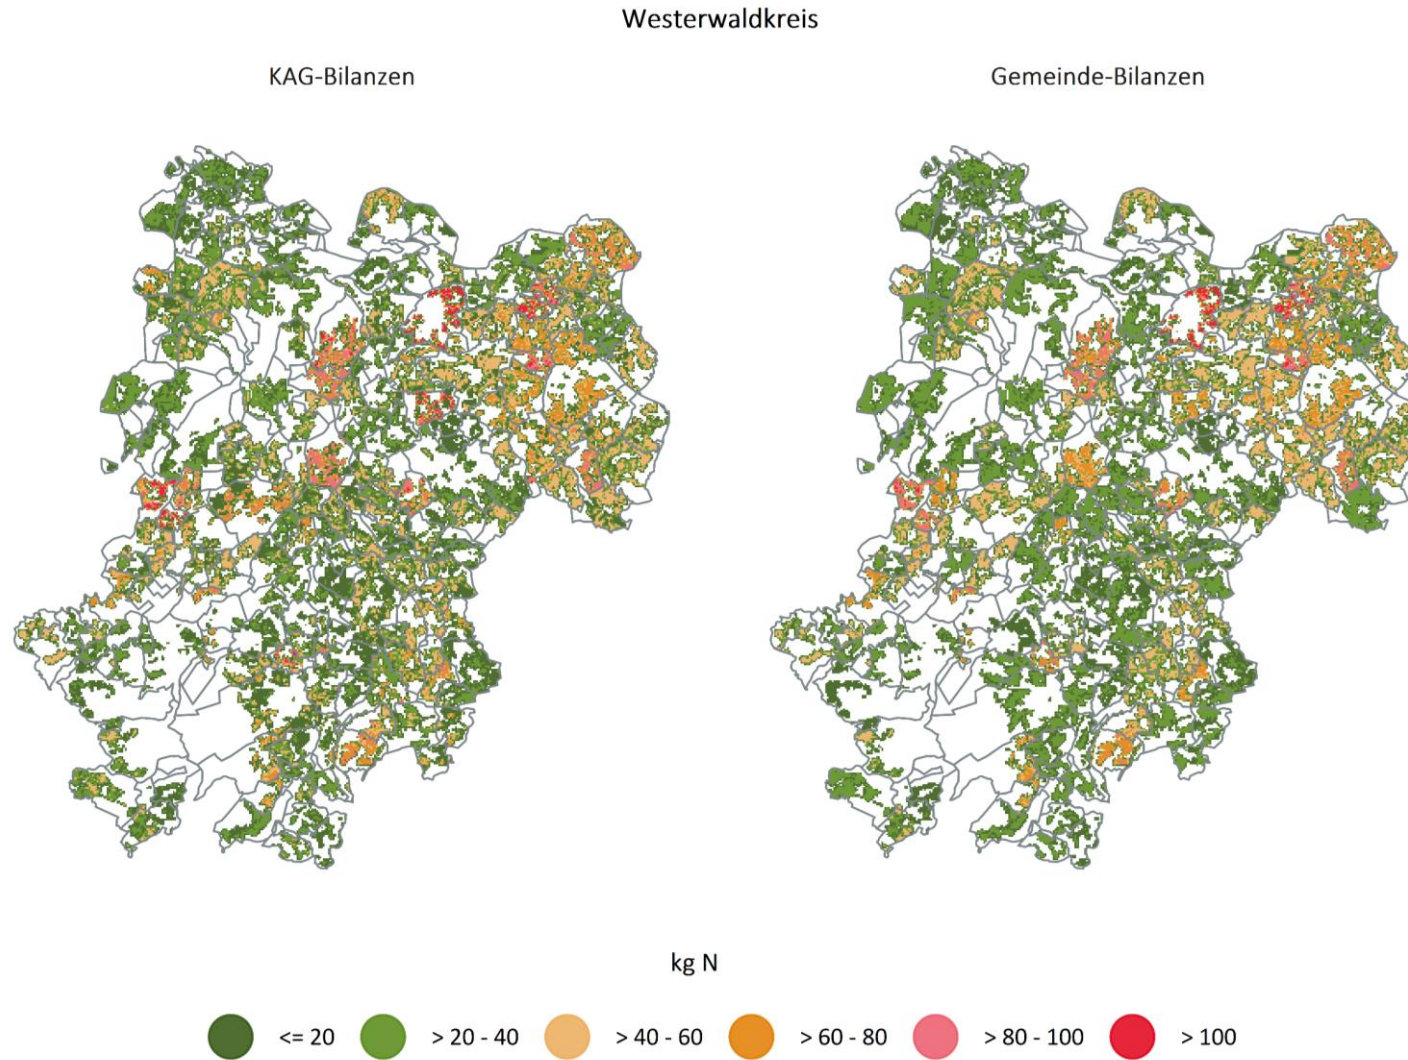 Westerwaldkreis
KAG-Bilanzen
Gemeinde-Bilanzen
kg N
<= 20
> 20 - 40
> 40 - 60
> 60 - 80
> 80 - 100
> 100